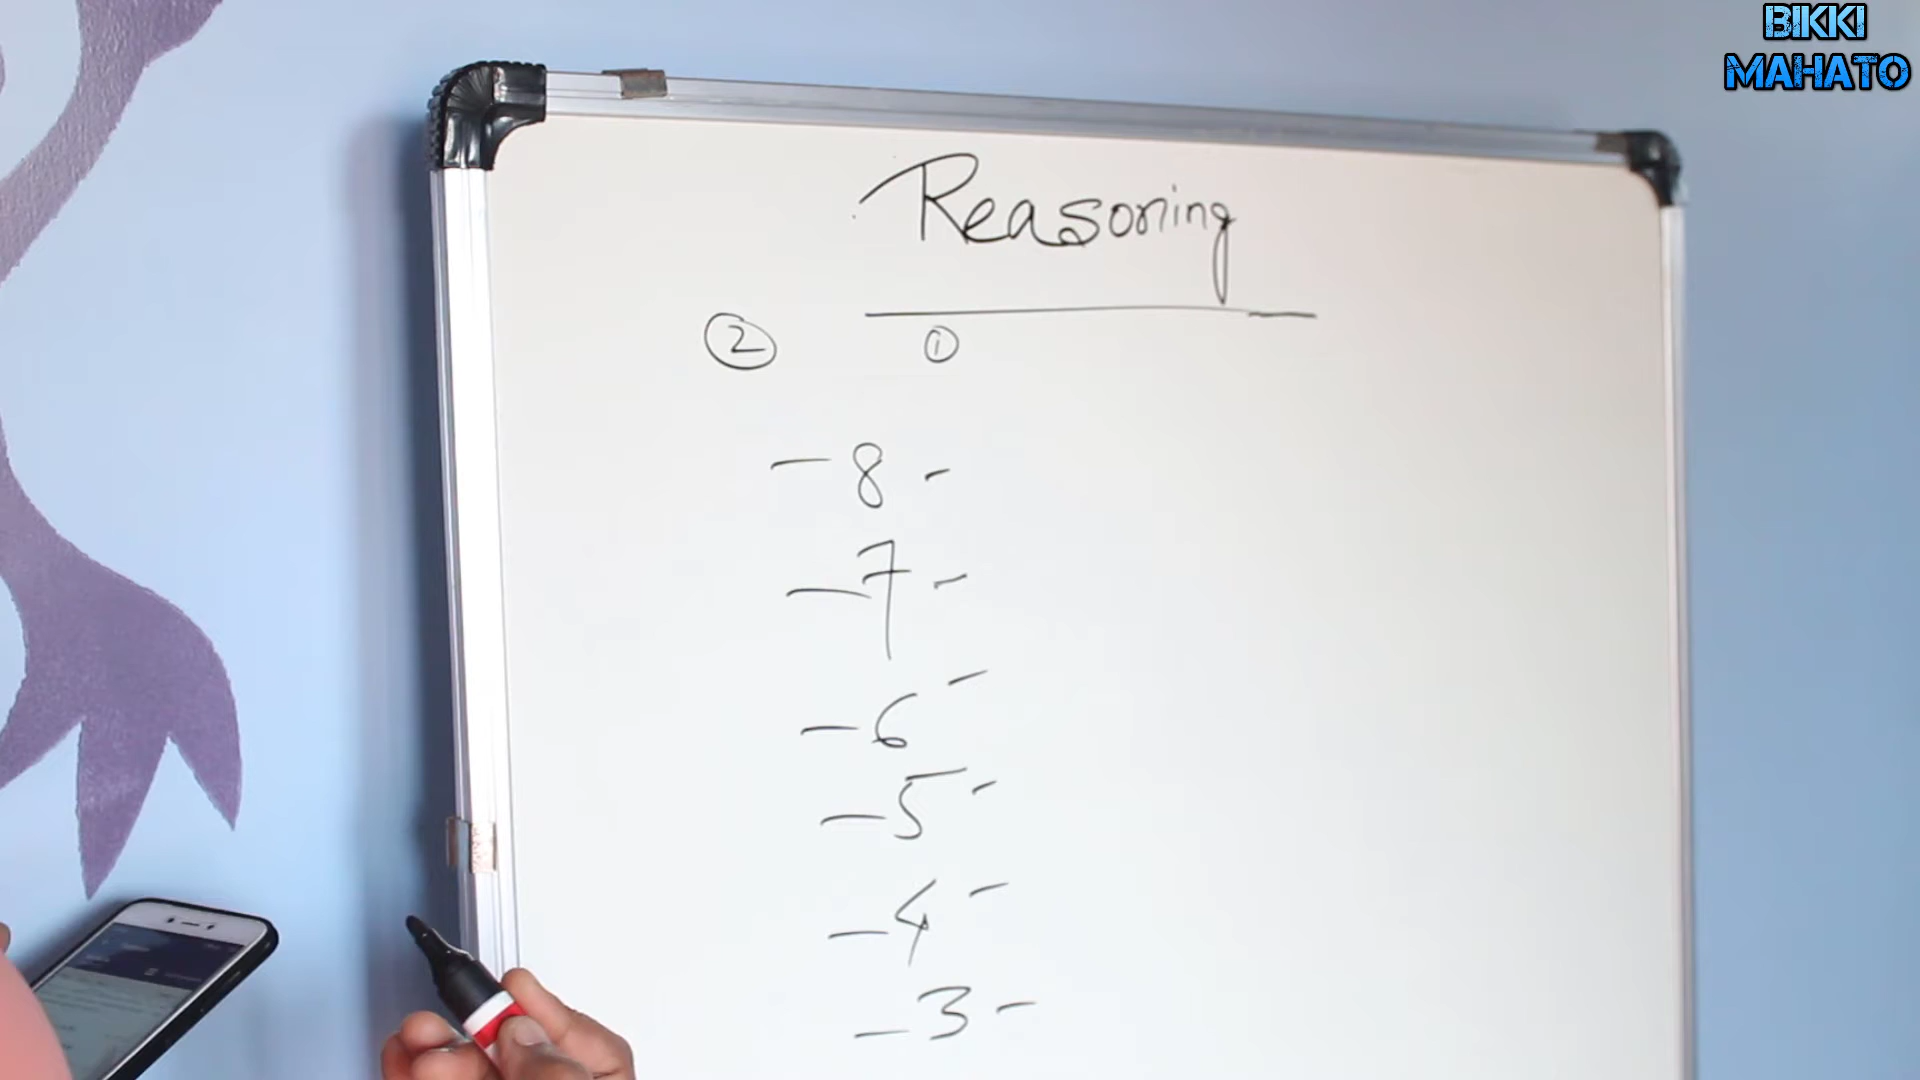 BIKKI
MAHATO
Reasoning
② ①
- 8 -
- 7 -
- 6 -
- 5 -
- 4 -
- 3 -